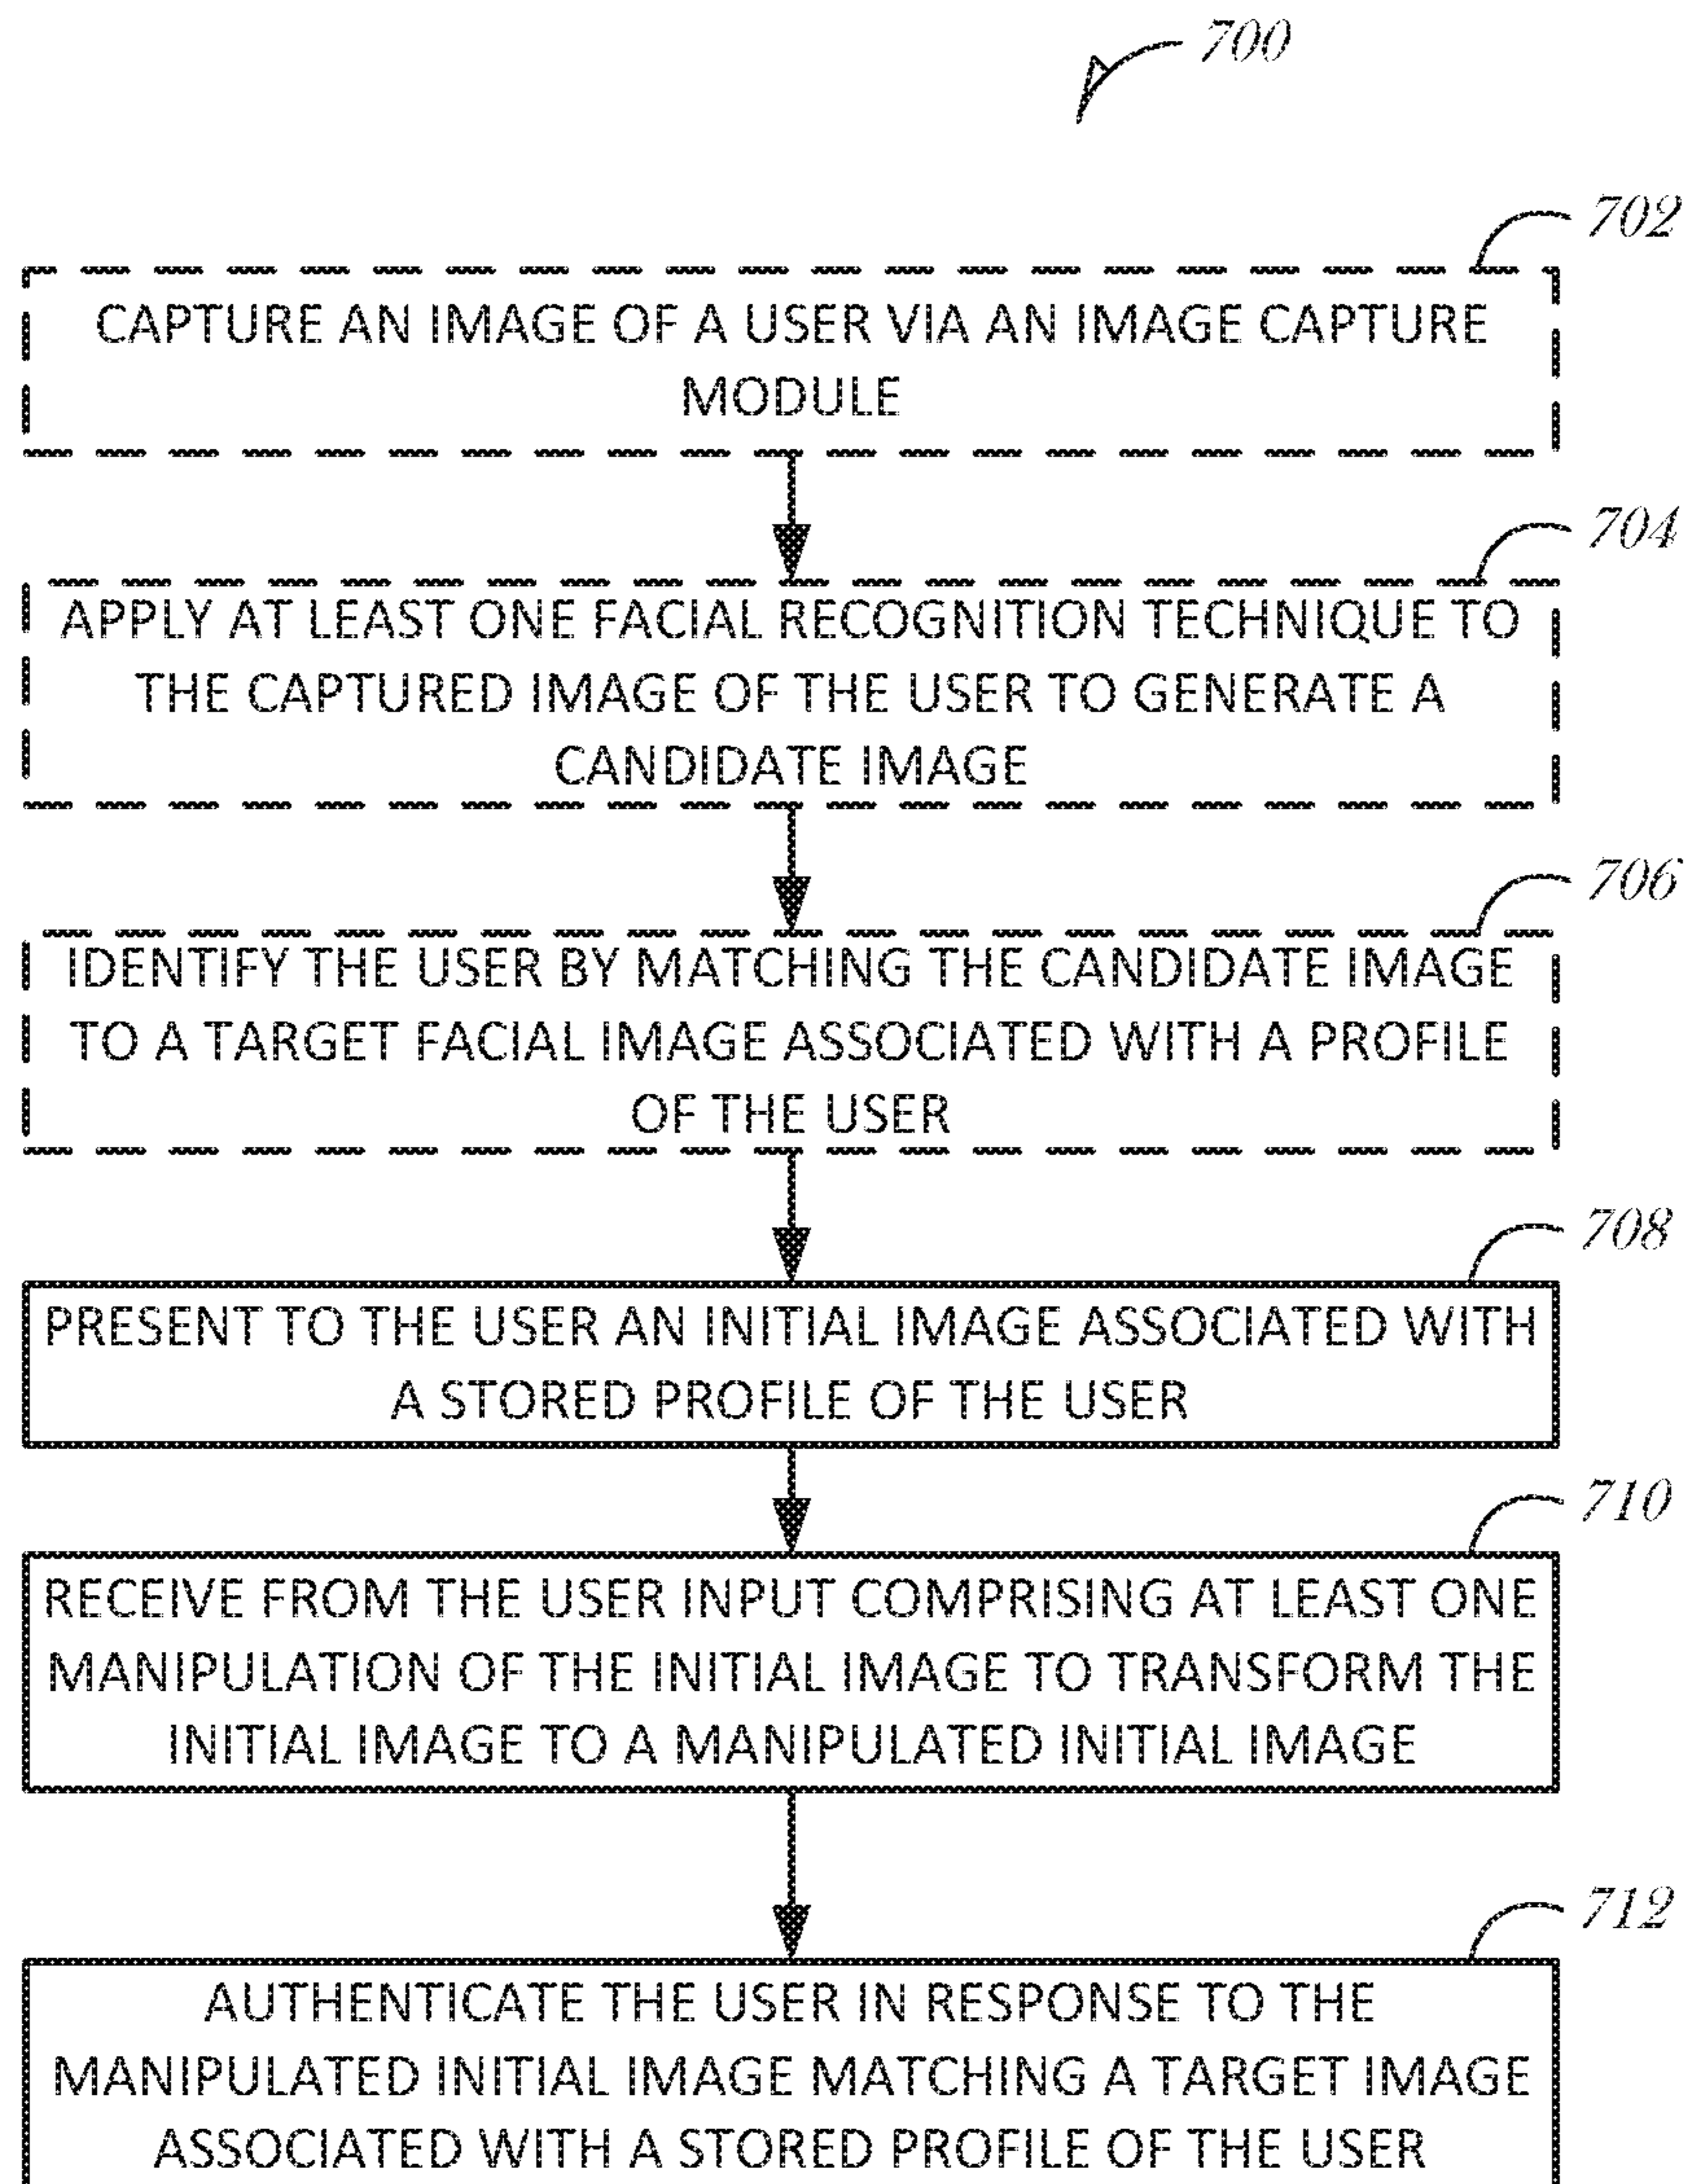 700
702
CAPTURE AN IMAGE OF A USER VIA AN IMAGE CAPTURE
MODULE
704
APPLY AT LEAST ONE FACIAL RECOGNITION TECHNIQUE TO
THE CAPTURED IMAGE OF THE USER TO GENERATE A
CANDIDATE IMAGE
706
IDENTIFY THE USER BY MATCHING THE CANDIDATE IMAGE
TO A TARGET FACIAL IMAGE ASSOCIATED WITH A PROFILE
OF THE USER
708
PRESENT TO THE USER AN INITIAL IMAGE ASSOCIATED WITH
A STORED PROFILE OF THE USER
710
RECEIVE FROM THE USER INPUT COMPRISING AT LEAST ONE
MANIPULATION OF THE INITIAL IMAGE TO TRANSFORM THE
INITIAL IMAGE TO A MANIPULATED INITIAL IMAGE
712
AUTHENTICATE THE USER IN RESPONSE TO THE
MANIPULATED INITIAL IMAGE MATCHING A TARGET IMAGE
ASSOCIATED WITH A STORED PROFILE OF THE USER